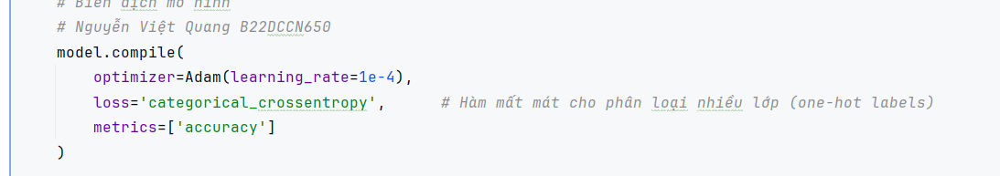 # Biên dịch mô hình
# Nguyễn Việt Quang B22DCCN650
model.compile(
optimizer=Adam(learning_rate=1e-4),
loss='categorical_crossentropy', # Hàm mất mát cho phân loại nhiều lớp (one-hot labels)
metrics=['accuracy']
)